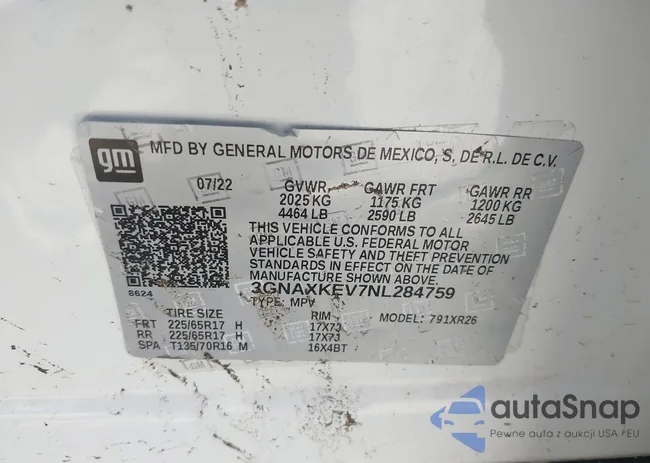 gm
MFD BY GENERAL MOTORS DE MEXICO, S, DE R.L. DE C.V.
07/22 GVWR GAWR FRT GAWR RR
2025 KG 1175 KG 1200 KG
4464 LB 2590 LB 2645 LB
THIS VEHICLE CONFORMS TO ALL
APPLICABLE U.S. FEDERAL MOTOR
VEHICLE SAFETY AND THEFT PREVENTION
STANDARDS IN EFFECT ON THE DATE OF
MANUFACTURE SHOWN ABOVE.
8624
3GNAXKEV7NL284759
TYPE: MPV
TIRE SIZE RIM MODEL: 791XR26
FRT 225/65R17 H 17X7J
RR 225/65R17 H 17X7J
SPA T135/70R16 M 16X4BT
autaSnap
Pewne auta z aukcji USA i EU